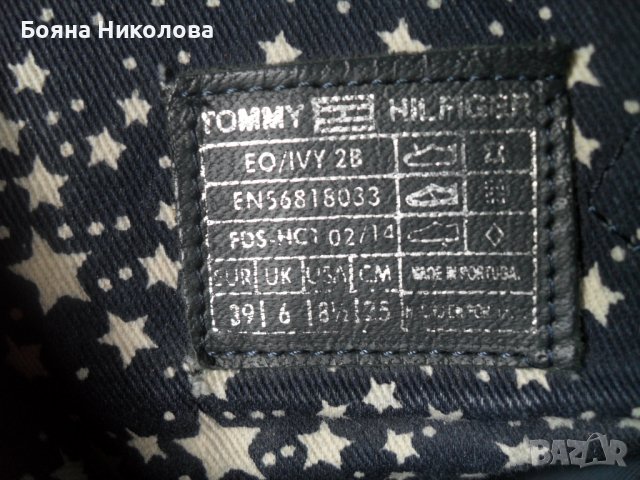 Бояна Николова
TOMMY HILFIGER
EO/IVY 2B
EN56818033
FDS-HC1 02/14
EUR UK USA CM
MADE IN PORTUGAL
39 6 8½ 25
BAZAR